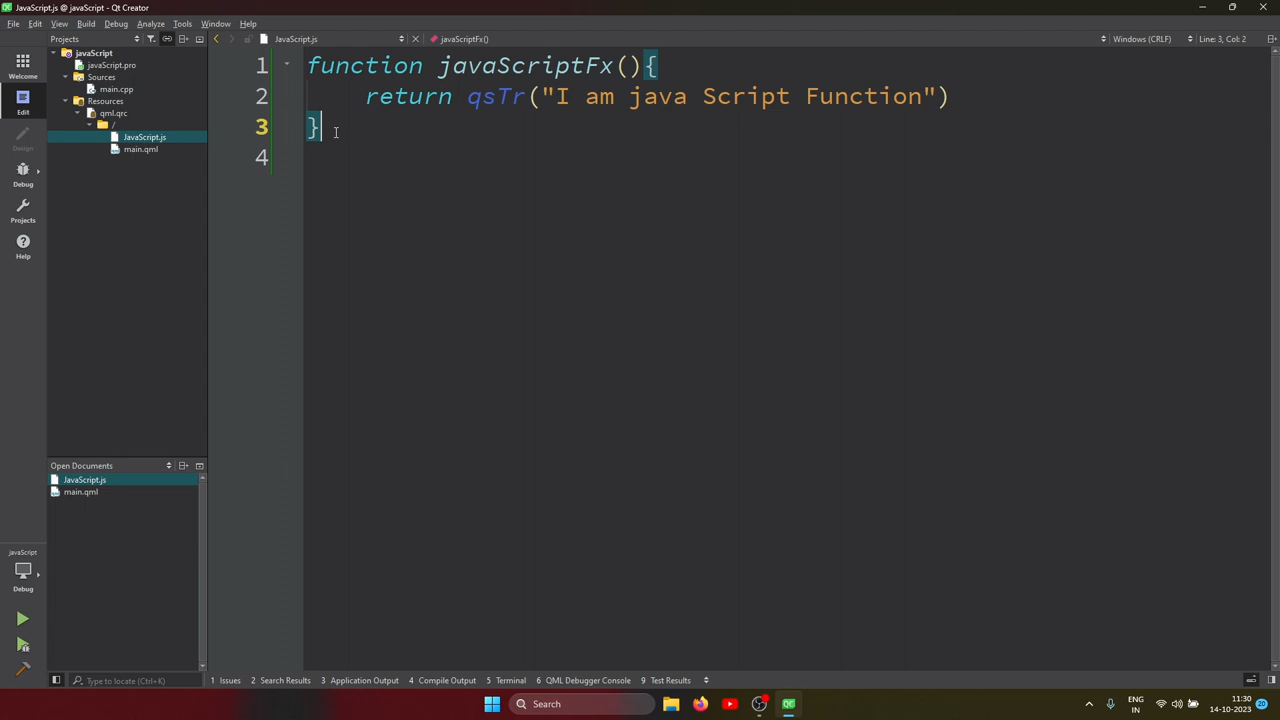 JavaScript.js @ javaScript - Qt Creator
File Edit View Build Debug Analyze Tools Window Help
Projects
JavaScript.js
javaScriptFx()
Windows (CRLF)
Line: 3, Col: 2
Welcome
Edit
Design
Debug
Projects
Help
javaScript
javaScript.pro
Sources
main.cpp
Resources
qml.qrc
/
JavaScript.js
main.qml
1 function javaScriptFx(){
2 return qsTr("I am java Script Function")
3 }
4
Open Documents
JavaScript.js
main.qml
javaScript
Debug
Type to locate (Ctrl+K)
1 Issues 2 Search Results 3 Application Output 4 Compile Output 5 Terminal 6 QML Debugger Console 9 Test Results
Search
QC
ENG
IN
11:30
14-10-2023
20